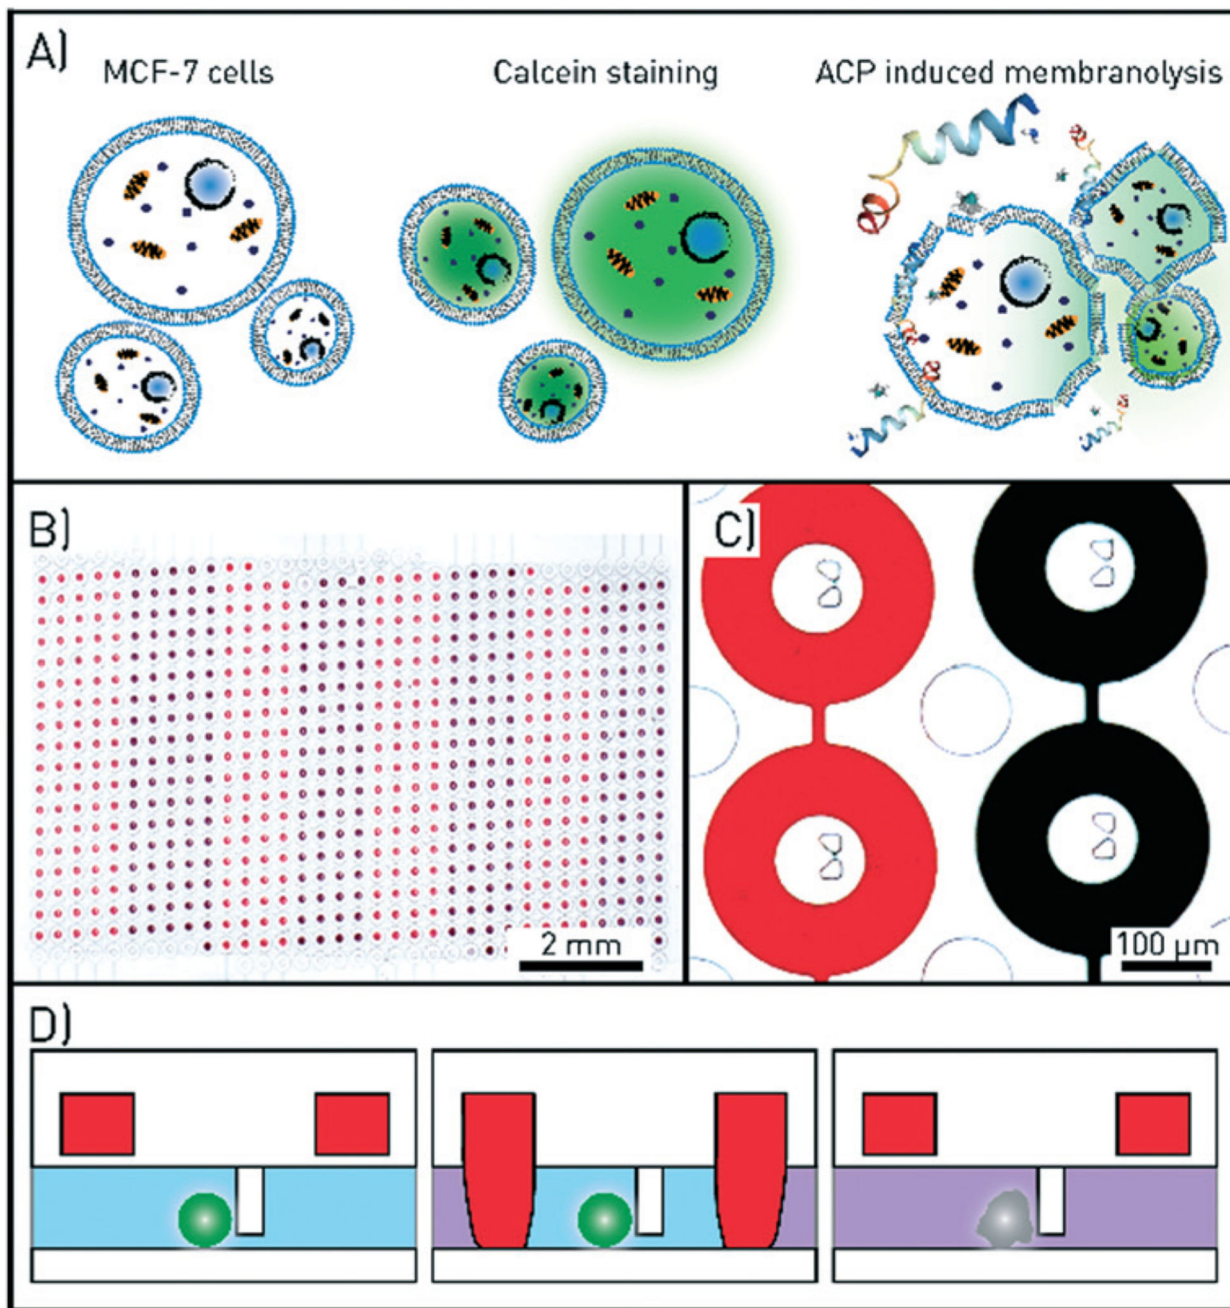 A)
MCF-7 cells
Calcein staining
ACP induced membranolysis
B)
2 mm
C)
100 µm
D)